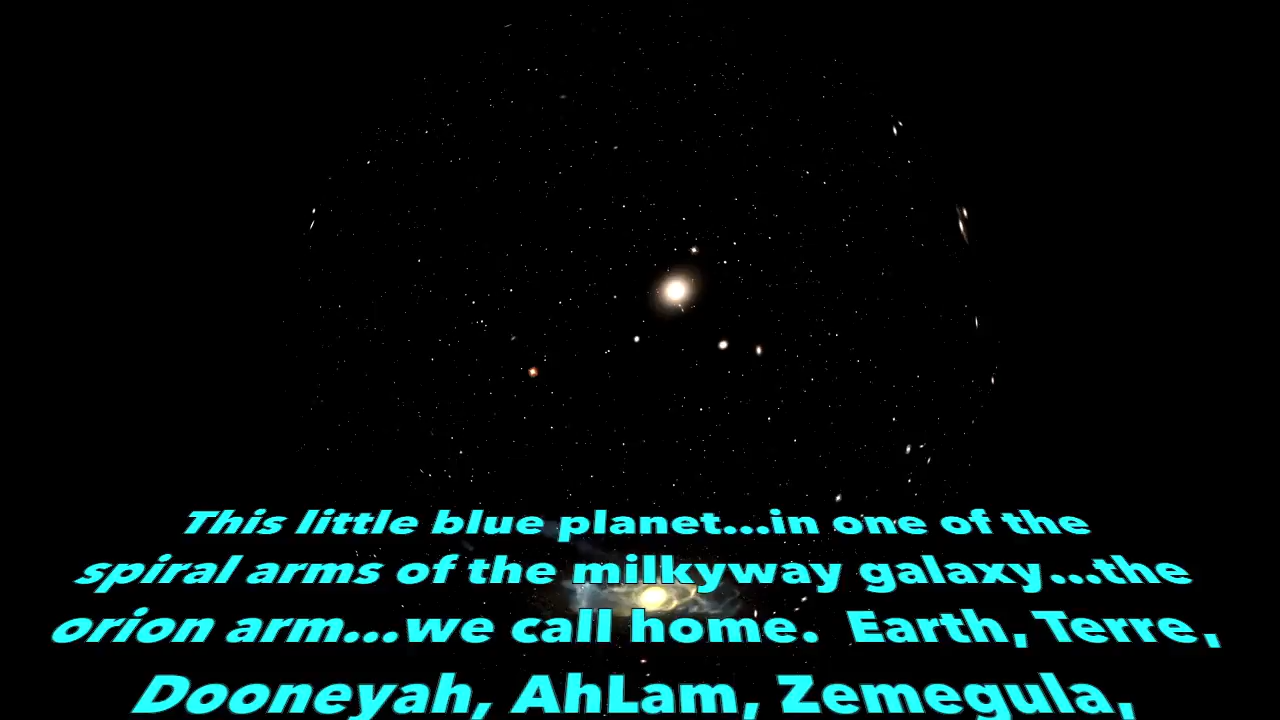 This little blue planet...in one of the
spiral arms of the milkyway galaxy...the
orion arm...we call home.  Earth, Terre,
Dooneyah, AhLam, Zemegula,